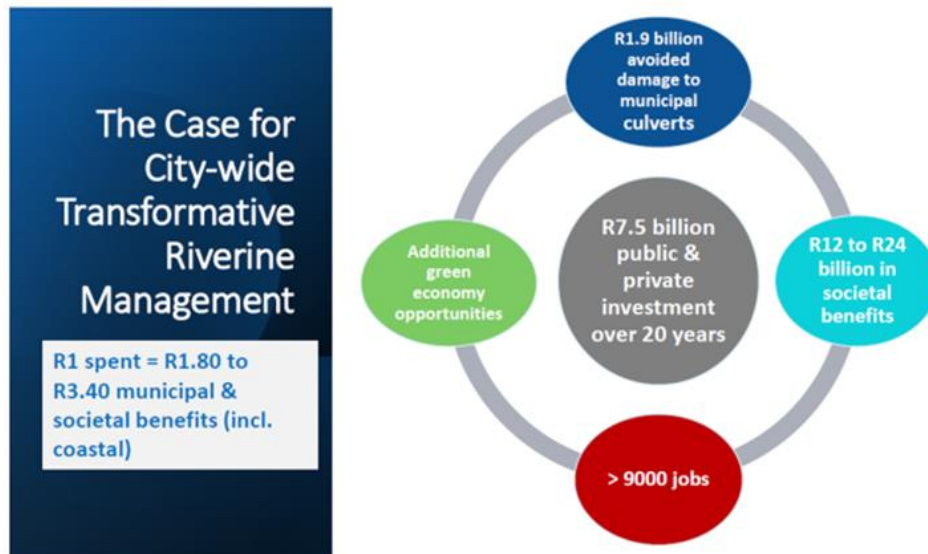 The Case for
City-wide
Transformative
Riverine
Management
R1 spent = R1.80 to
R3.40 municipal &
societal benefits (incl.
coastal)
R1.9 billion
avoided
damage to
municipal
culverts
R7.5 billion
public &
private
investment
over 20 years
R12 to R24
billion in
societal
benefits
> 9000 jobs
Additional
green
economy
opportunities